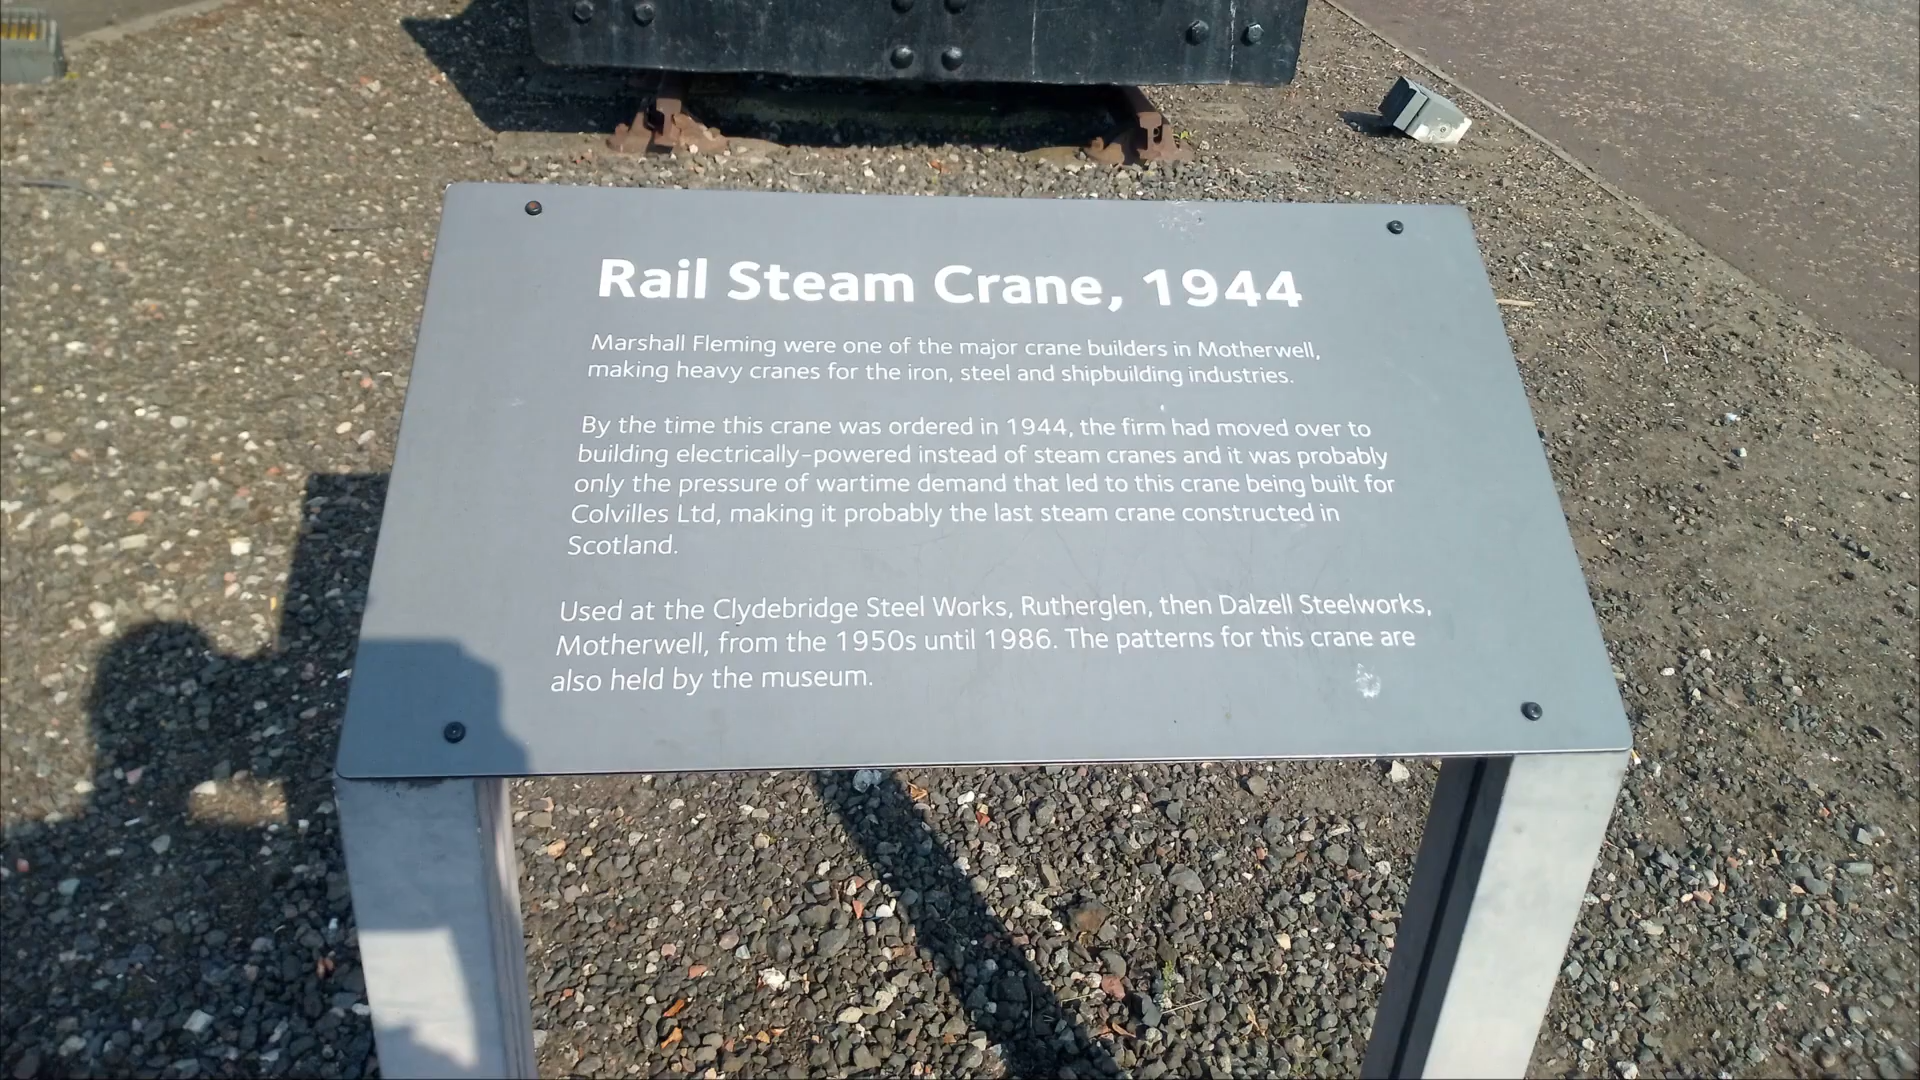 Rail Steam Crane, 1944
Marshall Fleming were one of the major crane builders in Motherwell,
making heavy cranes for the iron, steel and shipbuilding industries.
By the time this crane was ordered in 1944, the firm had moved over to
building electrically-powered instead of steam cranes and it was probably
only the pressure of wartime demand that led to this crane being built for
Colvilles Ltd, making it probably the last steam crane constructed in
Scotland.
Used at the Clydebridge Steel Works, Rutherglen, then Dalzell Steelworks,
Motherwell, from the 1950s until 1986. The patterns for this crane are
also held by the museum.